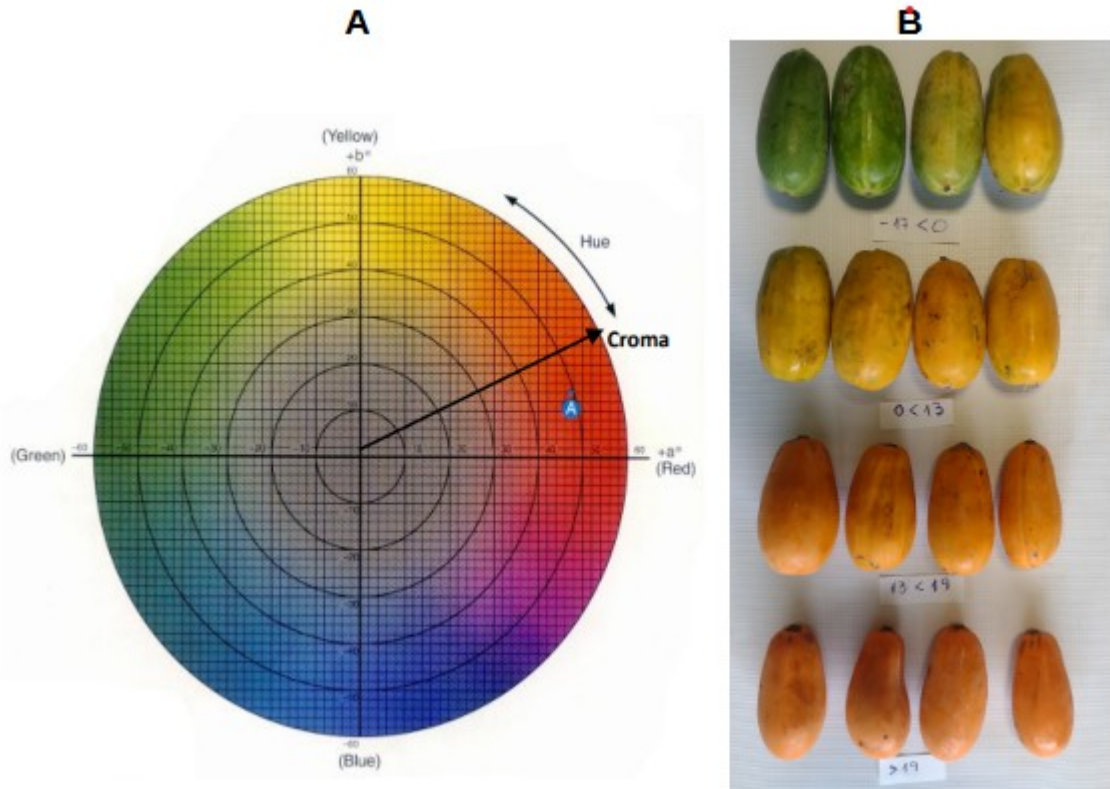 A
B
(Yellow)
+b*
60
Hue
Croma
A
(Green)
-60
60
+a*
(Red)
-60
(Blue)
-17<0
0<13
13<19
>19